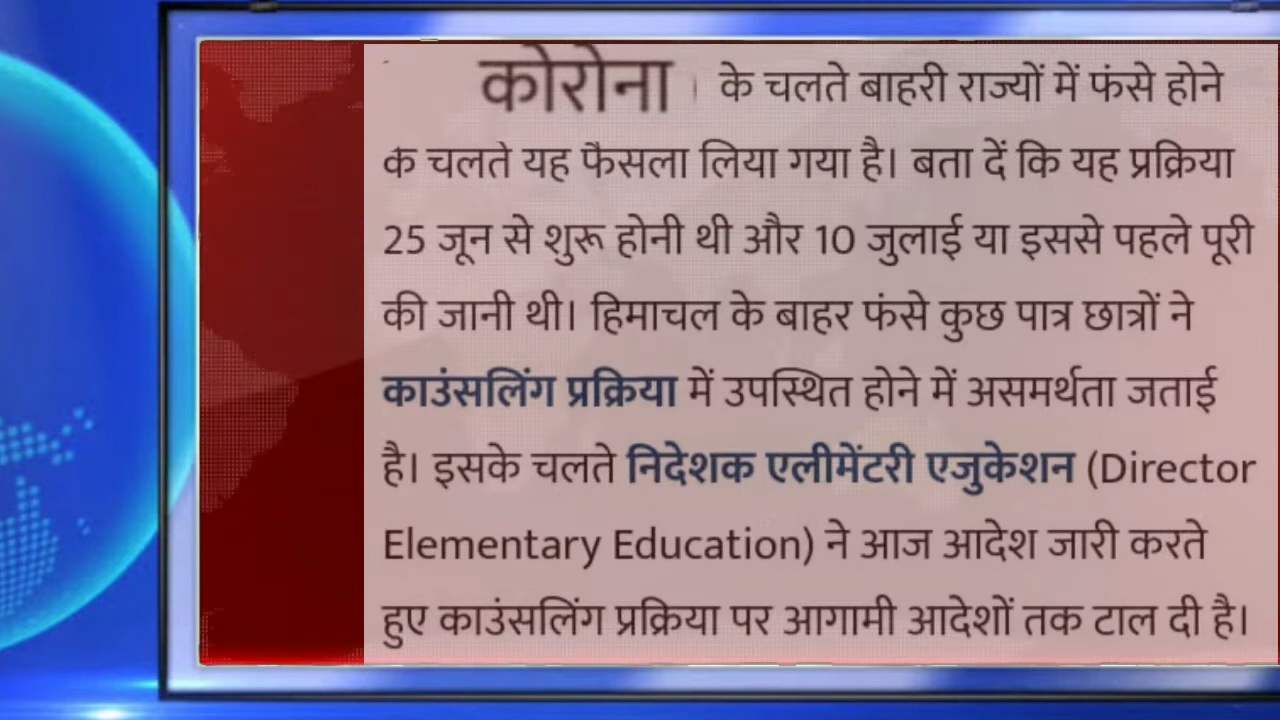 कोरोना । के चलते बाहरी राज्यों में फंसे होने
के चलते यह फैसला लिया गया है। बता दें कि यह प्रक्रिया
25 जून से शुरू होनी थी और 10 जुलाई या इससे पहले पूरी
की जानी थी। हिमाचल के बाहर फंसे कुछ पात्र छात्रों ने
काउंसलिंग प्रक्रिया में उपस्थित होने में असमर्थता जताई
है। इसके चलते निदेशक एलीमेंटरी एजुकेशन (Director
Elementary Education) ने आज आदेश जारी करते
हुए काउंसलिंग प्रक्रिया पर आगामी आदेशों तक टाल दी है।